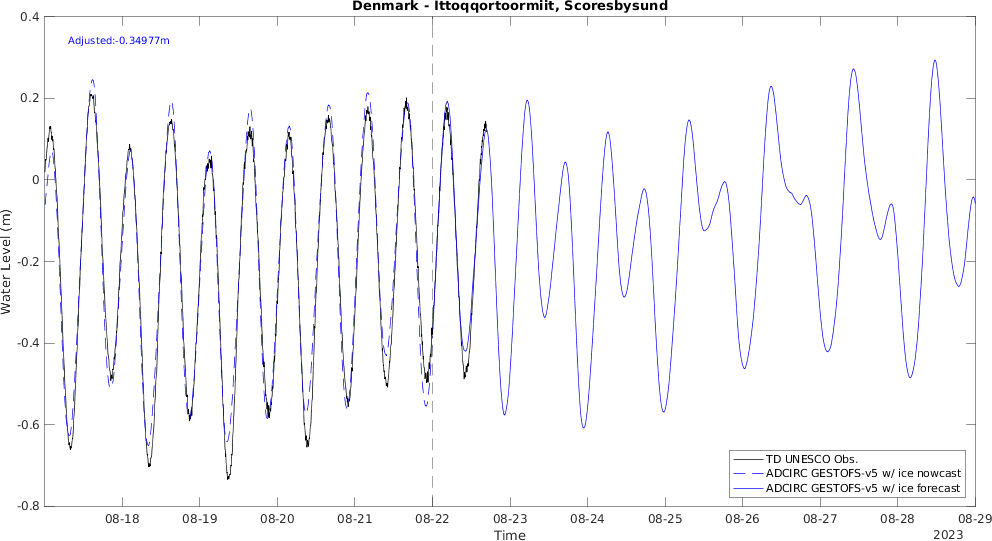 Denmark - Ittoqqortoormiit, Scoresbysund
Adjusted:-0.34977m
Water Level (m)
0.4
0.2
0
-0.2
-0.4
-0.6
-0.8
TD UNESCO Obs.
ADCIRC GESTOFS-v5 w/ ice nowcast
ADCIRC GESTOFS-v5 w/ ice forecast
08-18 08-19 08-20 08-21 08-22 08-23 08-24 08-25 08-26 08-27 08-28 08-29
Time
2023